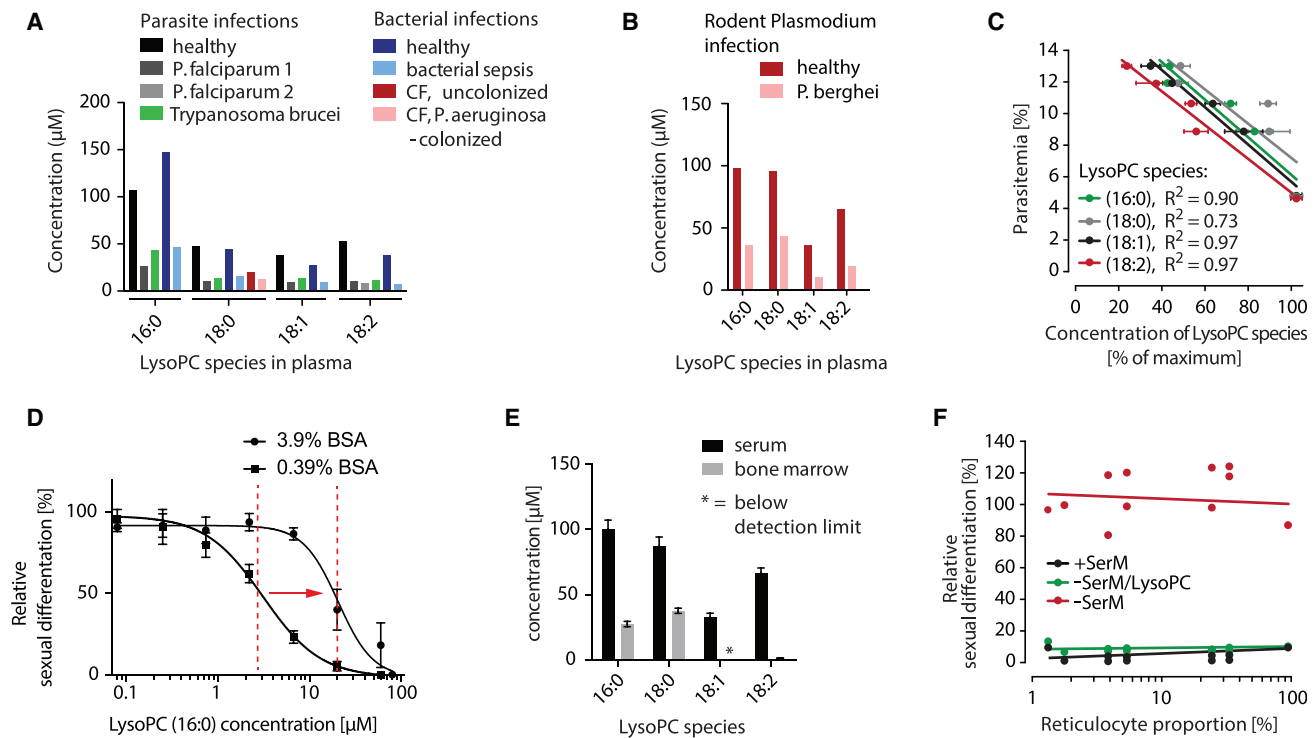 A
Parasite infections
healthy
P. falciparum 1
P. falciparum 2
Trypanosoma brucei
Bacterial infections
healthy
bacterial sepsis
CF, uncolonized
CF, P. aeruginosa
-colonized
Concentration (µM)
200
150
100
50
0
16:0
18:0
18:1
18:2
LysoPC species in plasma
B
Rodent Plasmodium
infection
healthy
P. berghei
Concentration (µM)
150
100
50
0
16:0
18:0
18:1
18:2
LysoPC species in plasma
C
Parasitemia [%]
14
12
10
8
6
4
2
0
LysoPC species:
(16:0), R² = 0.90
(18:0), R² = 0.73
(18:1), R² = 0.97
(18:2), R² = 0.97
0 20 40 60 80 100
Concentration of LysoPC species
[% of maximum]
D
3.9% BSA
0.39% BSA
Relative
sexual differentiation [%]
100
50
0
0.1 1 10 100
LysoPC (16:0) concentration [µM]
E
serum
bone marrow
* = below
detection limit
concentration [µM]
150
100
50
0
*
16:0
18:0
18:1
18:2
LysoPC species
F
Relative
sexual differentiation [%]
140
120
100
80
60
40
20
0
+SerM
−SerM/LysoPC
−SerM
1 10 100
Reticulocyte proportion [%]